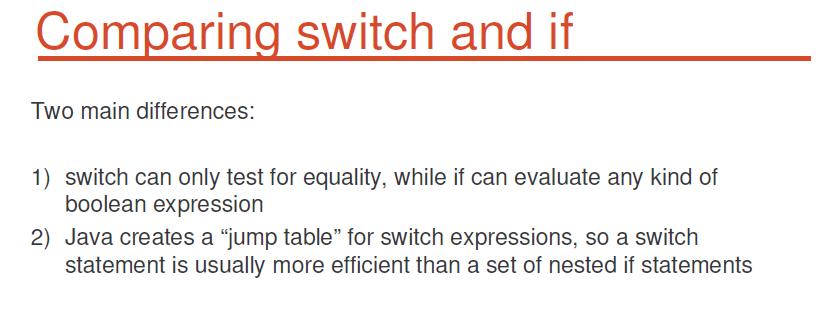 Comparing switch and if
Two main differences:
1) switch can only test for equality, while if can evaluate any kind of
boolean expression
2) Java creates a “jump table” for switch expressions, so a switch
statement is usually more efficient than a set of nested if statements